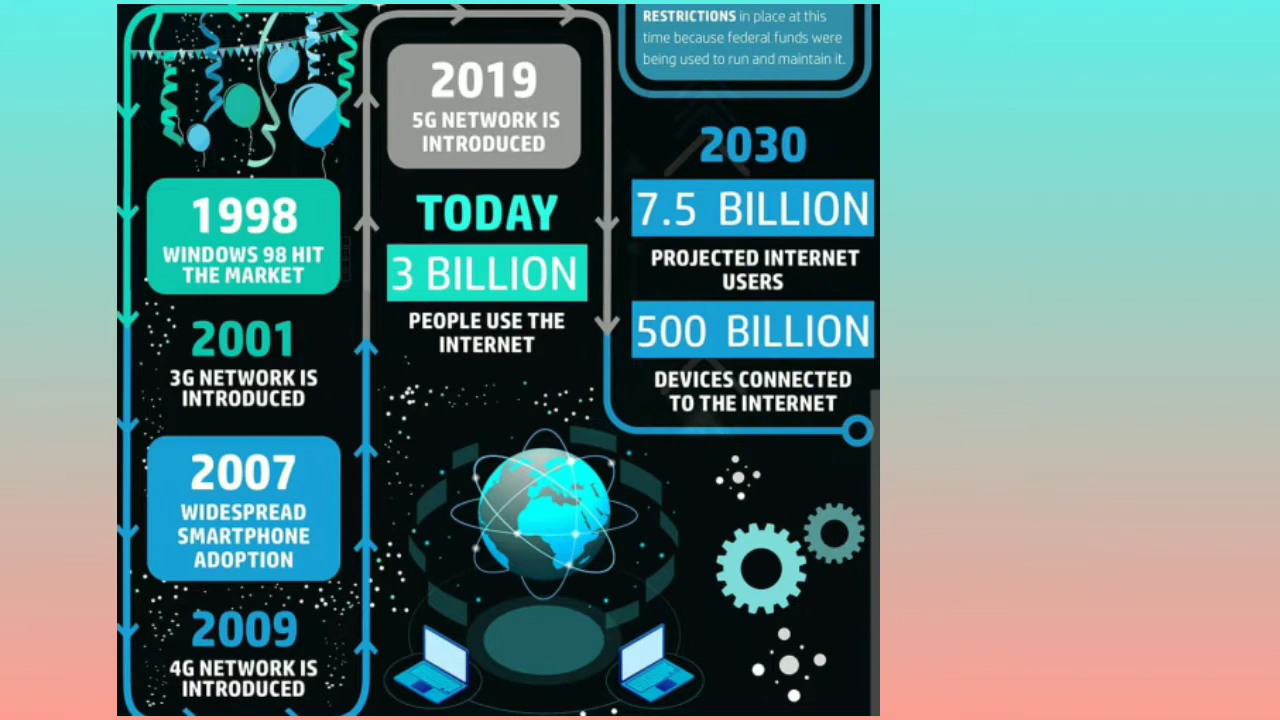 1998
WINDOWS 98 HIT
THE MARKET
2001
3G NETWORK IS
INTRODUCED
2007
WIDESPREAD
SMARTPHONE
ADOPTION
2009
4G NETWORK IS
INTRODUCED
2019
5G NETWORK IS
INTRODUCED
TODAY
3 BILLION
PEOPLE USE THE
INTERNET
RESTRICTIONS in place at this
time because federal funds were
being used to run and maintain it.
2030
7.5 BILLION
PROJECTED INTERNET
USERS
500 BILLION
DEVICES CONNECTED
TO THE INTERNET